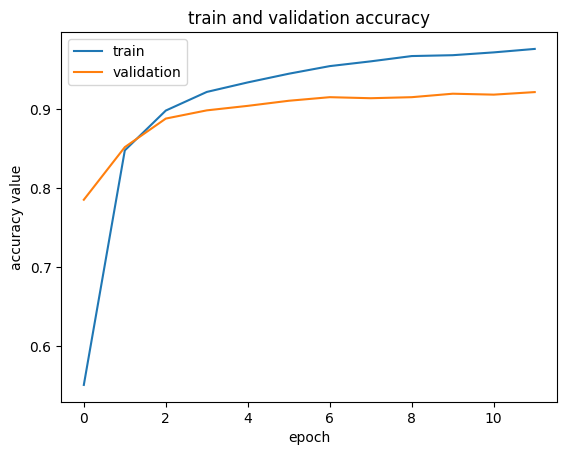 train and validation accuracy
train
validation
accuracy value
0.9
0.8
0.7
0.6
0
2
4
6
8
10
epoch